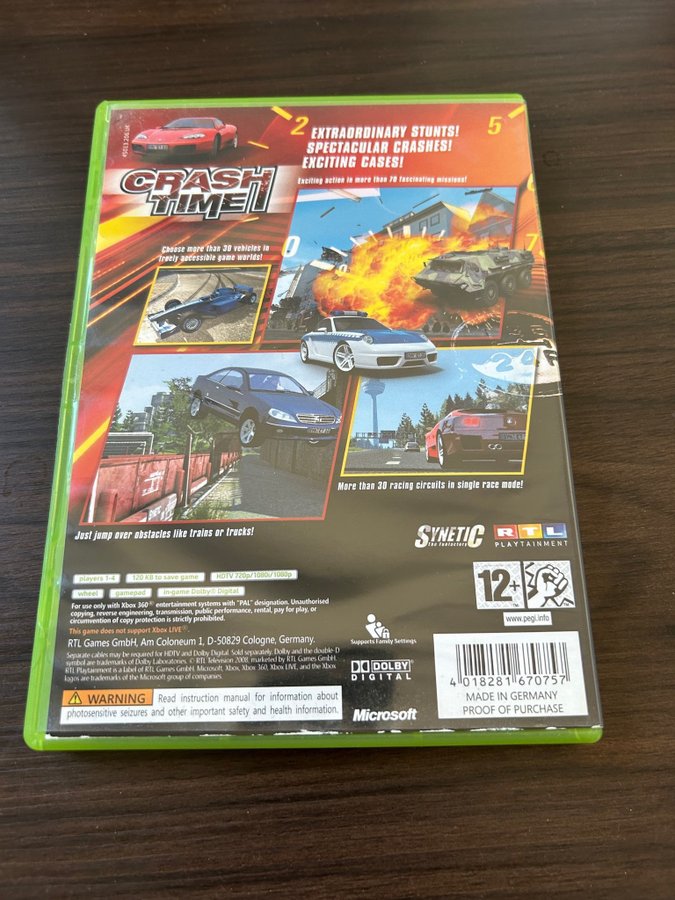 45013.206.UK
2
5
EXTRAORDINARY STUNTS!
SPECTACULAR CRASHES!
EXCITING CASES!
Exciting action in more than 70 fascinating missions!
CRASH
TIME
Choose more than 30 vehicles in
freely accessible game worlds!
0
7
24
More than 30 racing circuits in single race mode!
Just jump over obstacles like trains or trucks!
SYNETIC
The Funfactory
RTL
PLAYTAINMENT
players 1-4
120 KB to save game
HDTV 720p/1080i/1080p
wheel
gamepad
in-game Dolby® Digital
For use only with Xbox 360® entertainment systems with "PAL" designation. Unauthorised
copying, reverse engineering, transmission, public performance, rental, pay for play, or
circumvention of copy protection is strictly prohibited.
This game does not support Xbox LIVE®.
RTL Games GmbH, Am Coloneum 1, D-50829 Cologne, Germany.
Separate cables may be required for HDTV and Dolby Digital. Sold separately. Dolby and the double-D
symbol are trademarks of Dolby Laboratories. © RTL Television 2008, marketed by RTL Games GmbH.
RTL Playtainment is a label of RTL Games GmbH. Microsoft, Xbox, Xbox 360, Xbox LIVE, and the Xbox
logos are trademarks of the Microsoft group of companies.
WARNING Read instruction manual for information about
photosensitive seizures and other important safety and health information.
Supports Family Settings
DOLBY
DIGITAL
Microsoft
12+
www.pegi.info
4 018281 670757
MADE IN GERMANY
PROOF OF PURCHASE